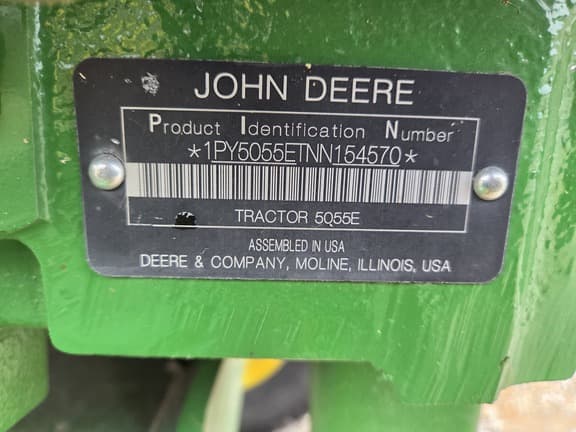 JOHN DEERE
Product Identification Number
*1PY5055ETNN154570*
TRACTOR 5055E
ASSEMBLED IN USA
DEERE & COMPANY, MOLINE, ILLINOIS, USA